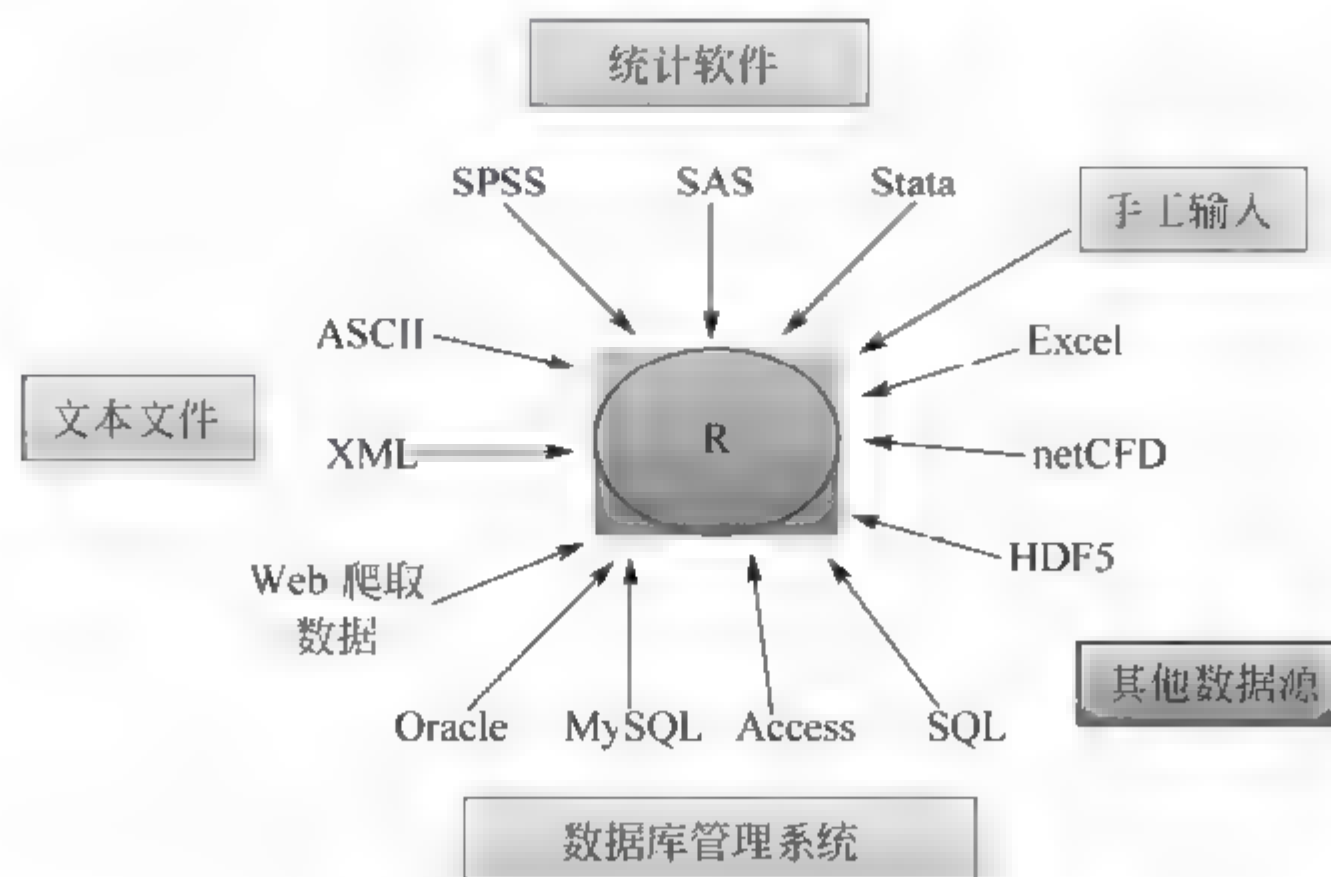 统计软件
SPSS SAS Stata
手工输入
ASCII
Excel
文本文件
R
XML
netCFD
HDF5
Web 爬取
数据
其他数据源
Oracle MySQL Access SQL
数据库管理系统